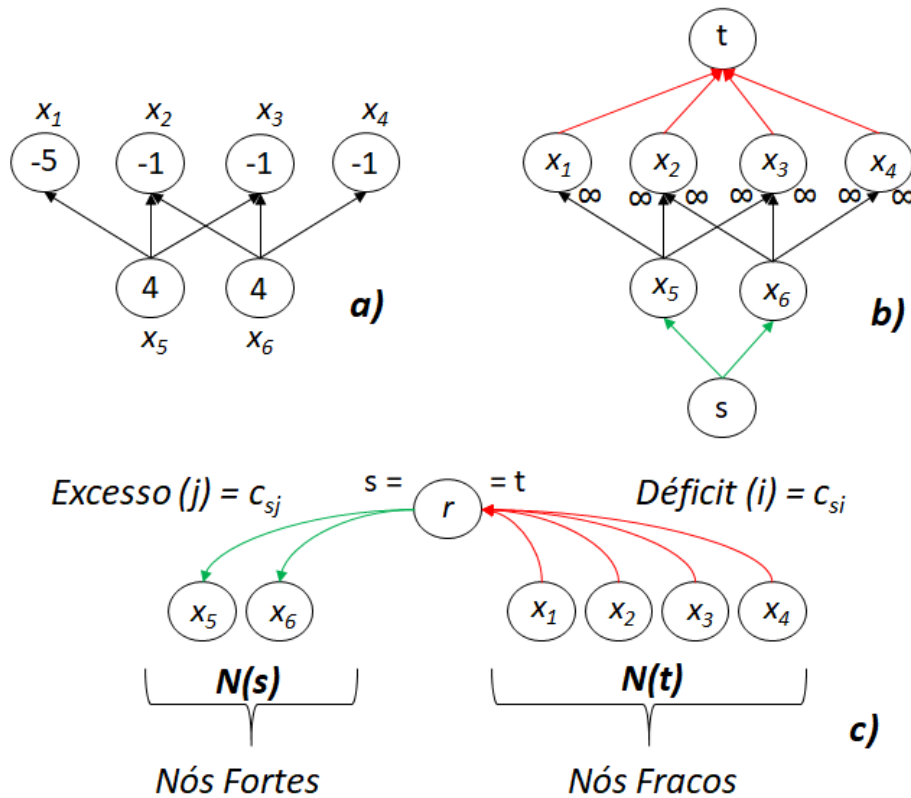 t
x1 x2 x3 x4
-5 -1 -1 -1
x1 x2 x3 x4
∞ ∞ ∞ ∞ ∞ ∞ ∞
4 4
a)
x5 x6
x5 x6
b)
s
Excesso (j) = csj
s = r = t
Déficit (i) = csi
x5 x6
x1 x2 x3 x4
N(s)
N(t)
c)
Nós Fortes
Nós Fracos